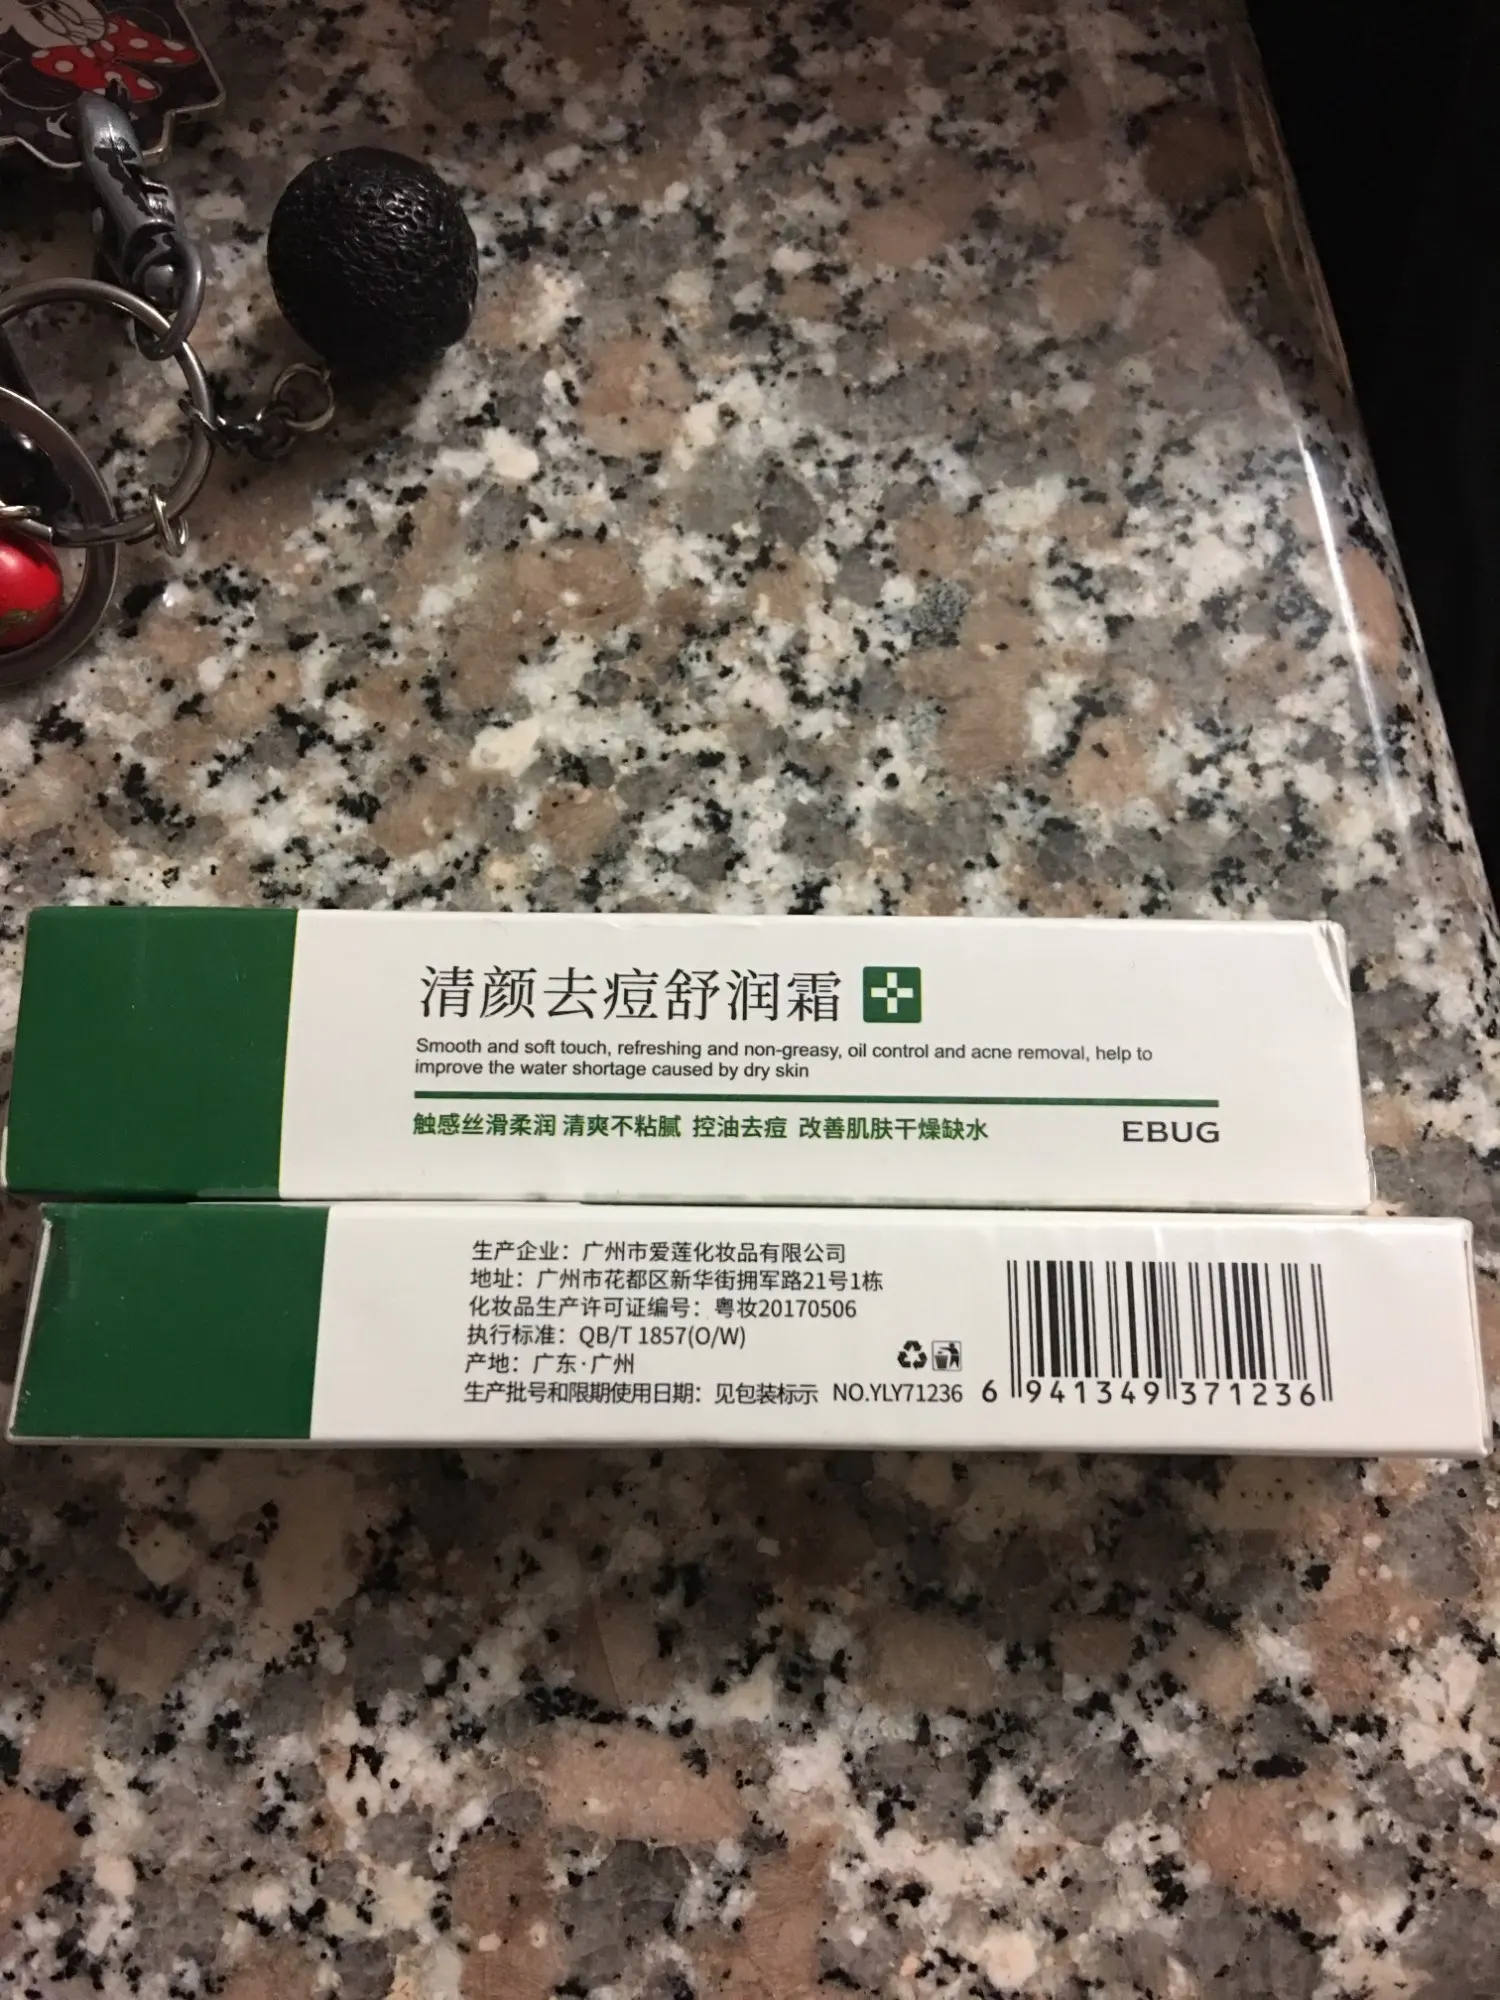 清颜去痘舒润霜
Smooth and soft touch, refreshing and non-greasy, oil control and acne removal, help to
improve the water shortage caused by dry skin
触感丝滑柔润 清爽不粘腻 控油去痘 改善肌肤干燥缺水
EBUG
生产企业：广州市爱莲化妆品有限公司
地址：广州市花都区新华街拥军路21号1栋
化妆品生产许可证编号：粤妆20170506
执行标准：QB/T 1857(O/W)
产地：广东·广州
生产批号和限期使用日期：见包装标示 NO.YLY71236
6 941349 371236